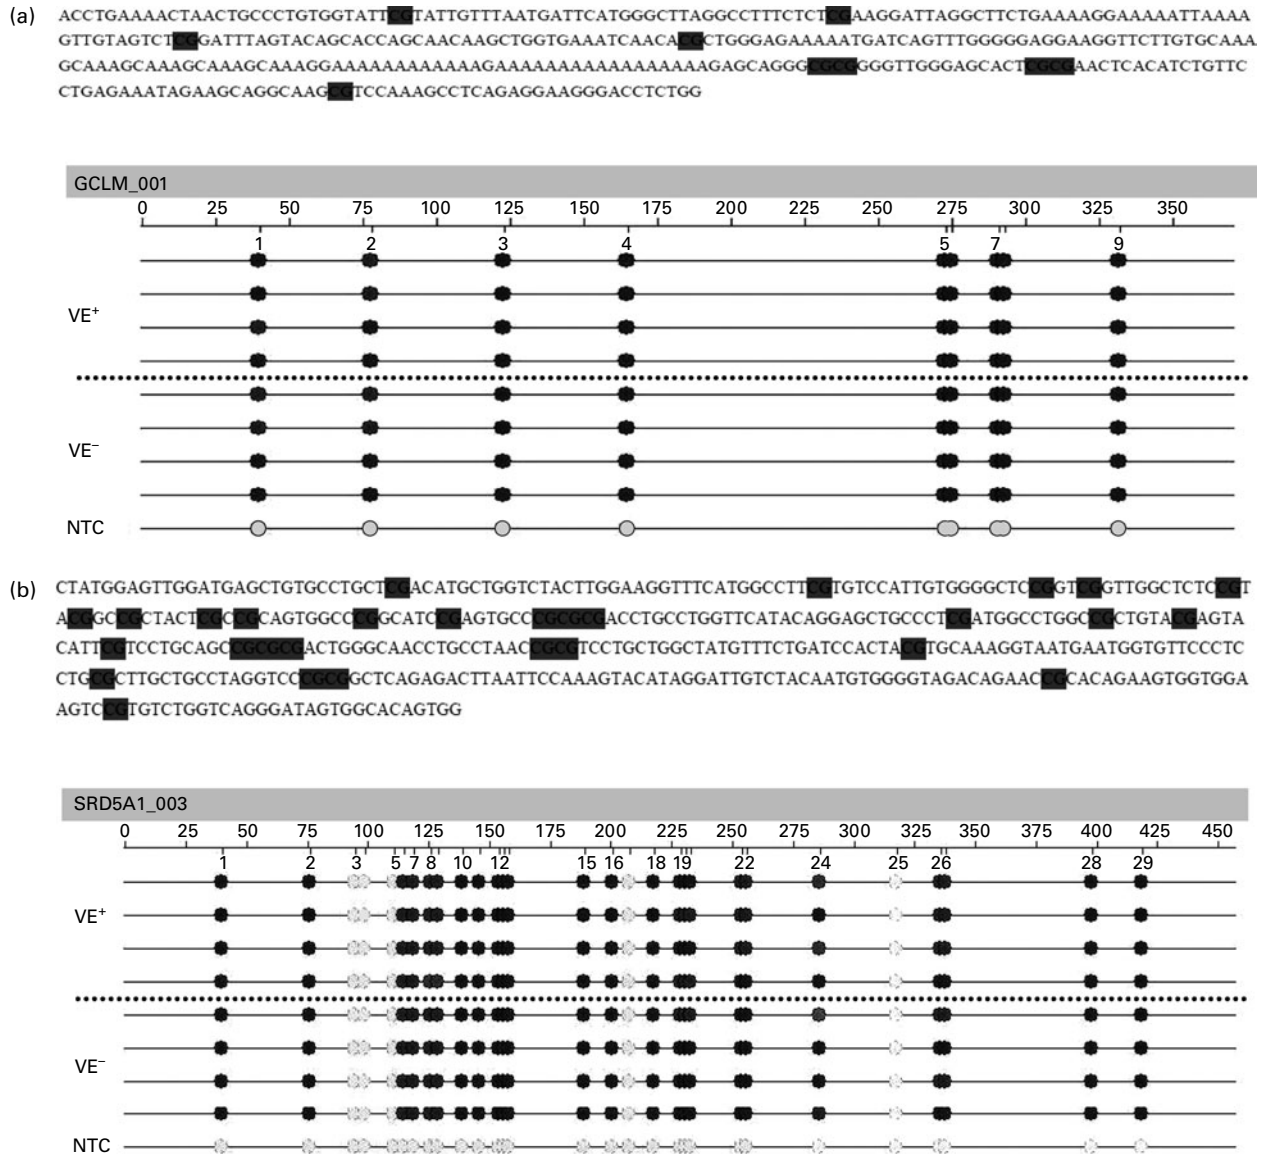 (a) ACCTGAAAACTAACTGCCCTGTGGTATTCGTATTGTTTAATGATTCATGGGCTTAGGCCTTTCTCTCGAAGGATTAGGCTTCTGAAAAGGAAAAATTAAAA
GTTGTAGTCTCGGATTTAGTACAGCACCAGCAACAAGCTGGTGAAATCAACACGCTGGGAGAAAAATGATCAGTTTGGGGGAGGAAGGTTCTTGTGCAAA
GCAAAGCAAAGCAAAGCAAAGGAAAAAAAAAAAAGAAAAAAAAAAAAAAAAAAGAGCAGGGCGCGGGGTTGGGAGCACTCGCGAACTCACATCTGTTC
CTGAGAAATAGAAGCAGGCAAGCGTCCAAAGCCTCAGAGGAAGGGACCTCTGG
GCLM_001
0 25 50 75 100 125 150 175 200 225 250 275 300 325 350
1 2 3 4 5 7 9
VE+
VE−
NTC
(b) CTATGGAGTTGGATGAGCTGTGCCTGCTCGACATGCTGGTCTACTTGGAAGGTTTCATGGCCTTCGTGTCCATTGTGGGGCTCCGGTCGGTTGGCTCTCCGT
ACGGCCGCTACTCGCCGCAGTGGCCCGGCATCCGAGTGCCCGCGCGACCTGCCTGGTTCATACAGGAGCTGCCCTCGATGGCCTGGCCGCTGTACGAGTA
CATTCGTCCTGCAGCCGCGCGACTGGGCAACCTGCCTAACCGCGTCCTGCTGGCTATGTTTCTGATCCACTACGTGCAAAGGTAATGAATGGTGTTCCCTC
CTGCGCTTGCTGCCTAGGTCCCGCGGCTCAGAGACTTAATTCCAAAGTACATAGGATTGTCTACAATGTGGGGTAGACAGAACCGCACAGAAGTGGTGGA
AGTCCGTGTCTGGTCAGGGATAGTGGCACAGTGG
SRD5A1_003
0 25 50 75 100 125 150 175 200 225 250 275 300 325 350 375 400 425 450
1 2 3 5 7 8 10 12 15 16 18 19 22 24 25 26 28 29
VE+
VE−
NTC